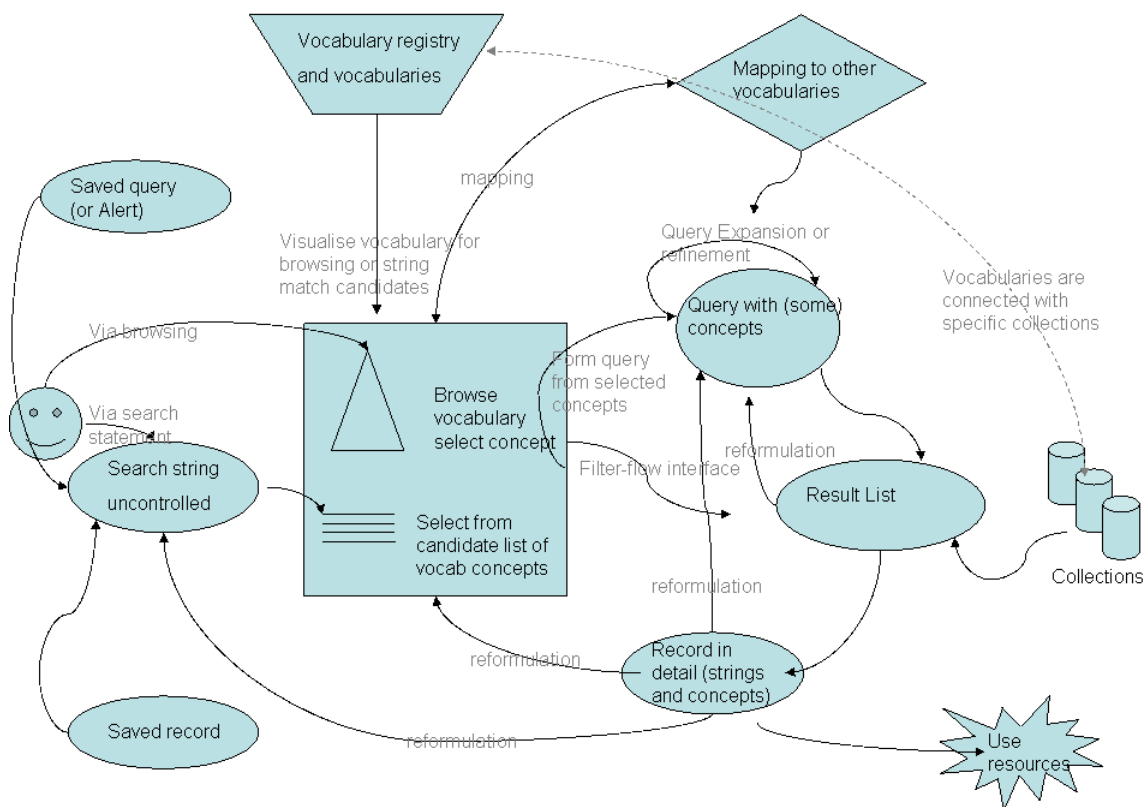 Vocabulary registry
and vocabularies
Mapping to other
vocabularies
mapping
Saved query
(or Alert)
Visualise vocabulary for
browsing or string
match candidates
Query Expansion or
refinement
Vocabularies are
connected with
specific collections
Query with (some)
concepts
Via browsing
Form query
from selected
concepts
Browse
vocabulary
select concept
Via search
statement
Search string
uncontrolled
reformulation
Filter-flow interface
Result List
Select from
candidate list of
vocab concepts
Collections
reformulation
Record in
detail (strings
and concepts)
reformulation
Saved record
reformulation
Use
resources